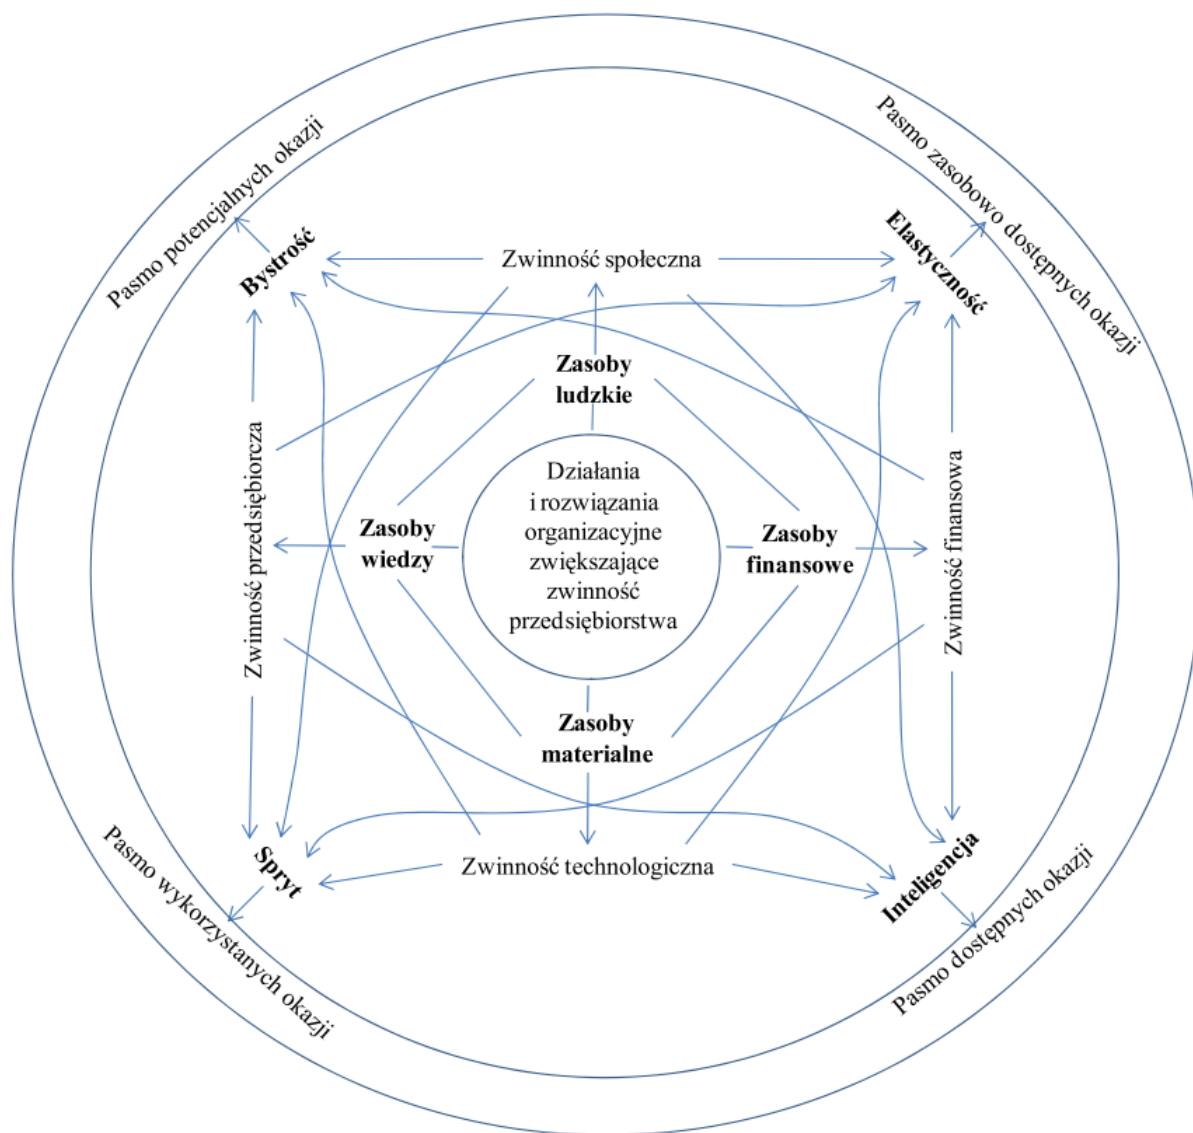 Pasmo potencjalnych okazji
Pasmo zasobowo dostępnych okazji
Bystrość
Elastyczność
Zwinność społeczna
Zasoby
ludzkie
Zwinność przedsiębiorcza
Zasoby
wiedzy
Działania
i rozwiązania
organizacyjne
zwiększające
zwinność
przedsiębiorstwa
Zasoby
finansowe
Zwinność finansowa
Zasoby
materialne
Zwinność technologiczna
Spryt
Inteligencja
Pasmo wykorzystanych okazji
Pasmo dostępnych okazji